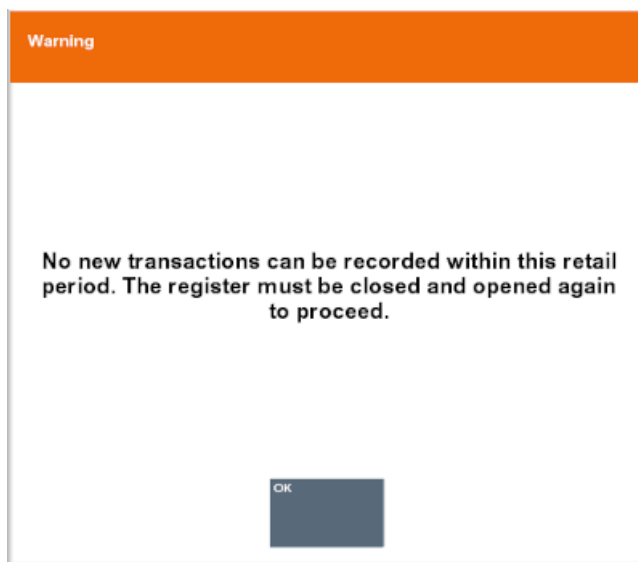 Warning
No new transactions can be recorded within this retail
period. The register must be closed and opened again
to proceed.
OK